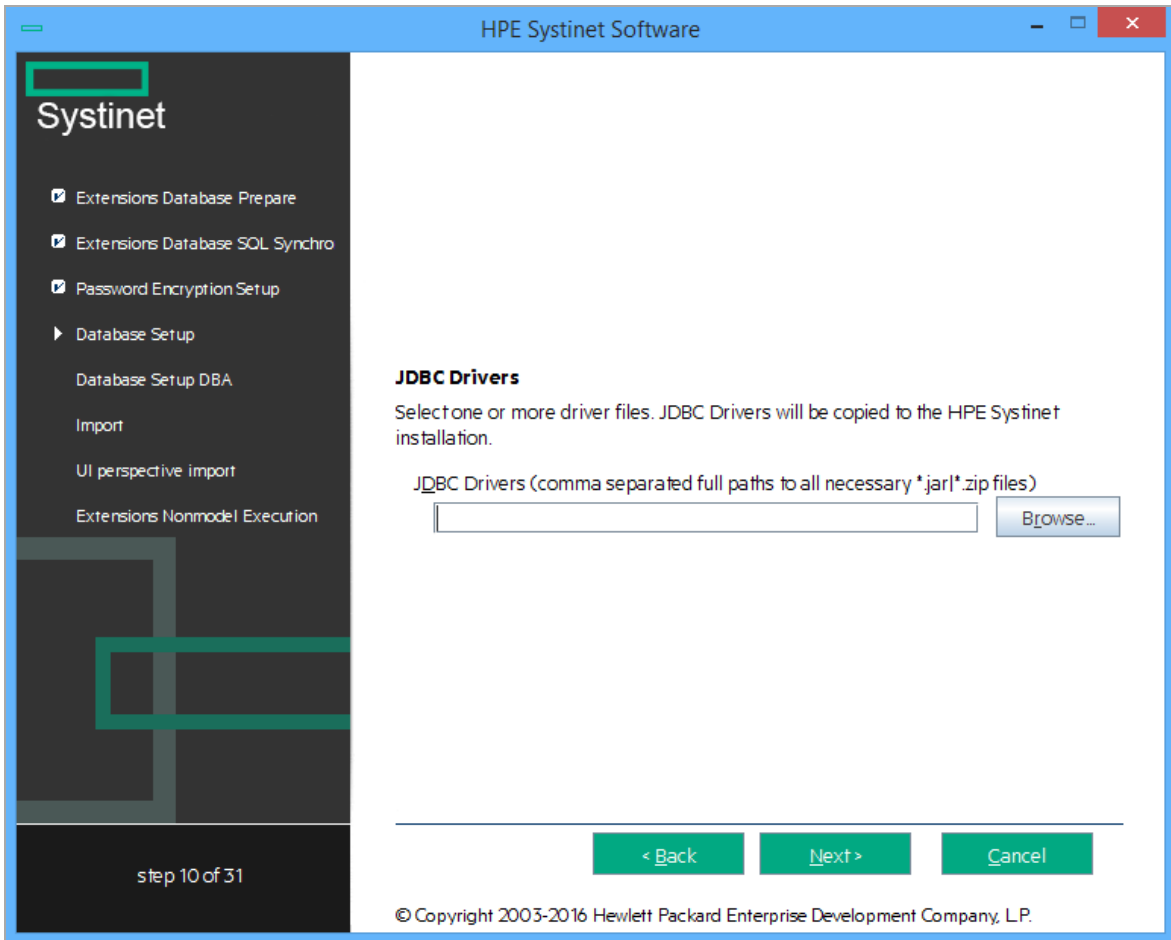 HPE Systinet Software
Systinet
Extensions Database Prepare
Extensions Database SQL Synchro
Password Encryption Setup
Database Setup
Database Setup DBA
Import
UI perspective import
Extensions Nonmodel Execution
step 10 of 31
JDBC Drivers
Select one or more driver files. JDBC Drivers will be copied to the HPE Systinet
installation.
JDBC Drivers (comma separated full paths to all necessary *.jar|*.zip files)
Browse...
< Back
Next >
Cancel
© Copyright 2003-2016 Hewlett Packard Enterprise Development Company, L.P.